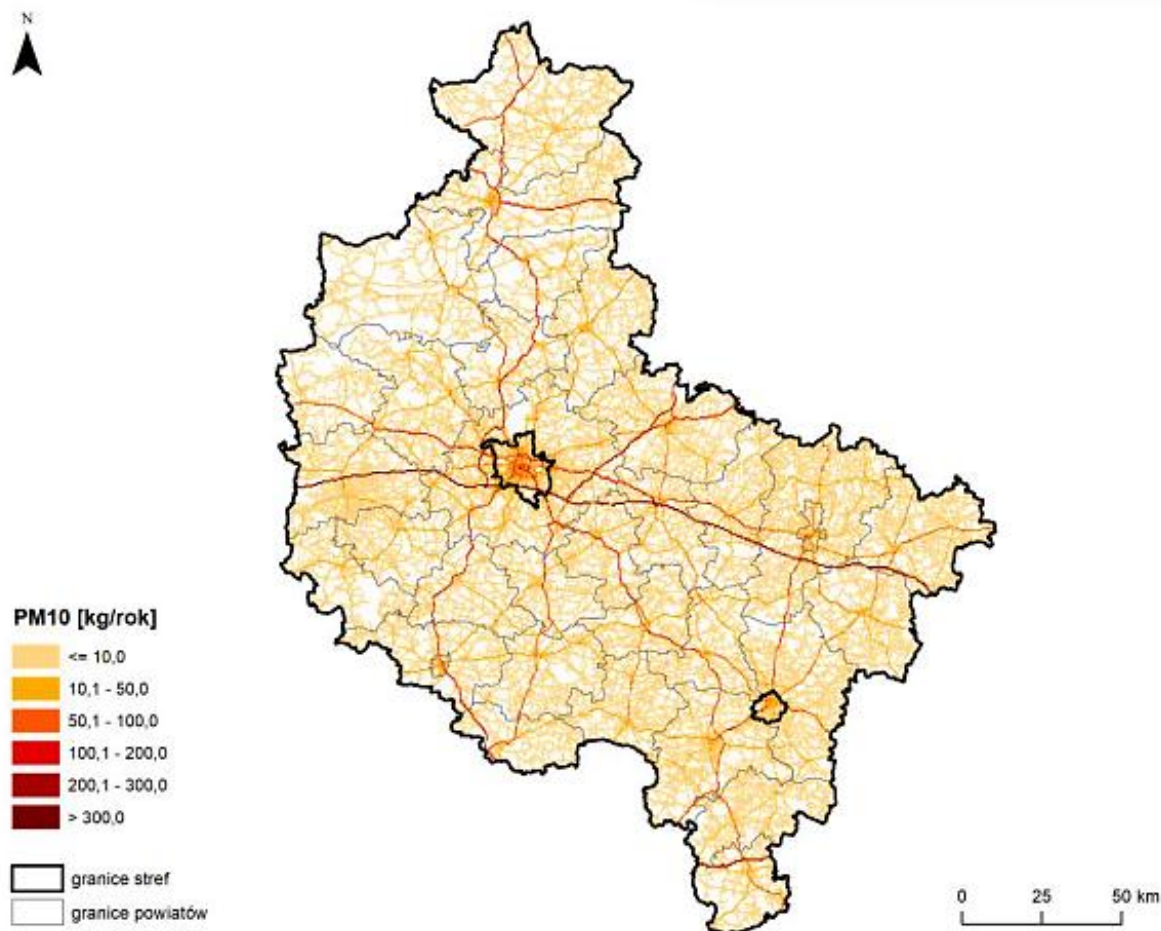 N
PM10 [kg/rok]
<= 10,0
10,1 - 50,0
50,1 - 100,0
100,1 - 200,0
200,1 - 300,0
> 300,0
granice stref
granice powiatów
0 25 50 km